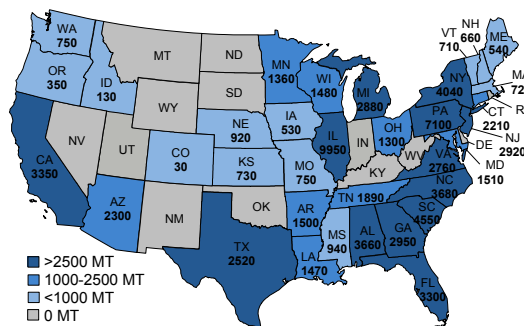 WA
750
OR
350
ID
130
MT
ND
SD
WY
NV
UT
CA
3350
AZ
2300
CO
30
NM
NE
920
KS
730
OK
TX
2520
MN
1360
IA
530
MO
750
AR
1500
LA
1470
WI
1480
IL
9950
MI
2880
IN
OH
1300
KY
WV
TN 1890
MS
940
AL
3660
GA
2950
FL
3300
SC
4550
NC
3680
VA
2760
PA
7100
NY
4040
VT
710
NH
660
ME
540
MA
72
R
CT
2210
NJ
2920
DE
MD
1510
>2500 MT
1000-2500 MT
<1000 MT
0 MT